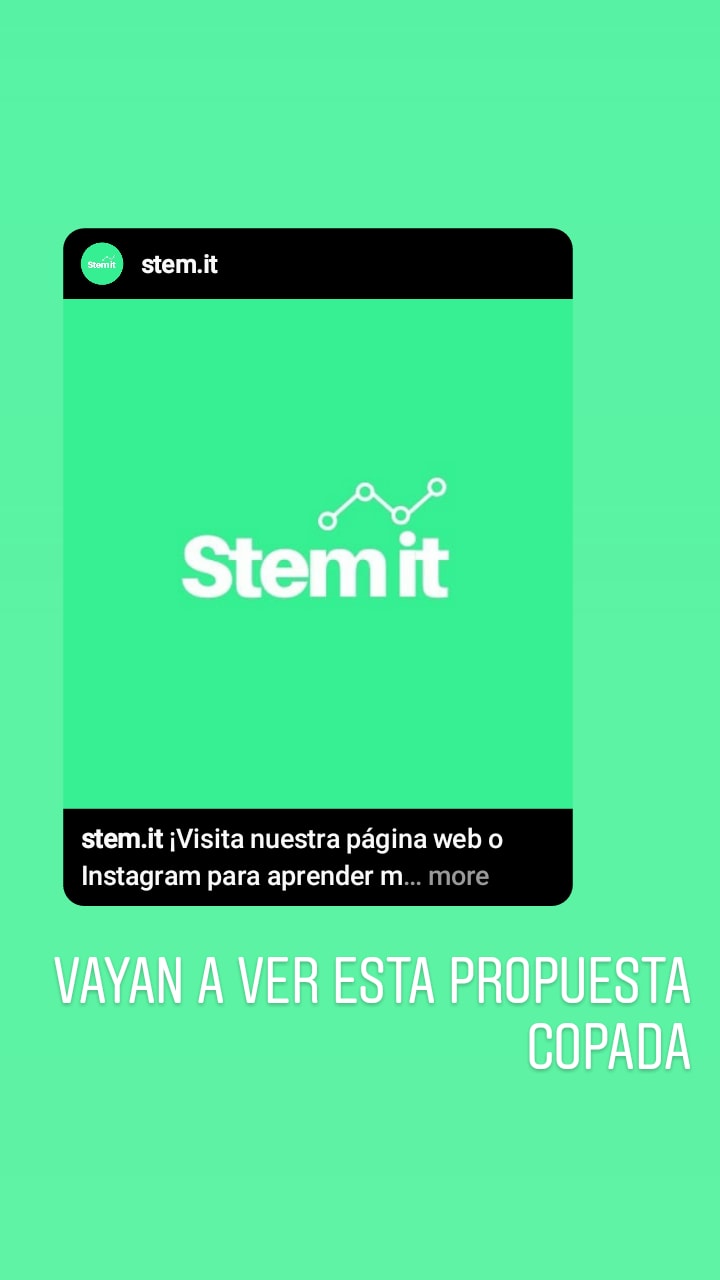 Stem it
stem.it
Stem it
stem.it ¡Visita nuestra página web o
Instagram para aprender m... more
VAYAN A VER ESTA PROPUESTA
COPADA